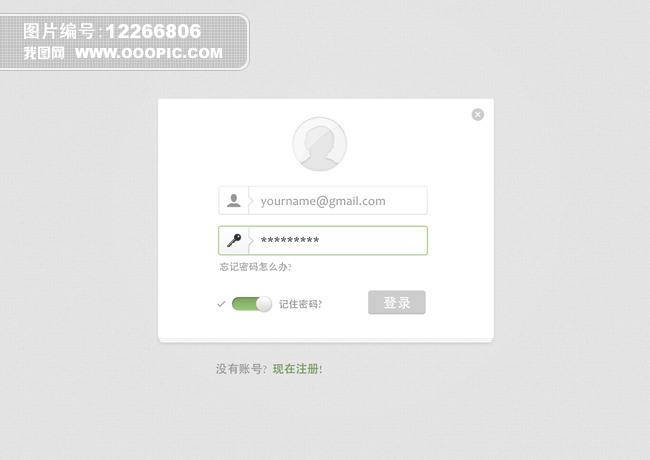 图片编号:12266806
我图网 WWW.OOOPIC.COM
yourname@gmail.com
*********
忘记密码怎么办?
记住密码?
登录
没有账号? 现在注册!